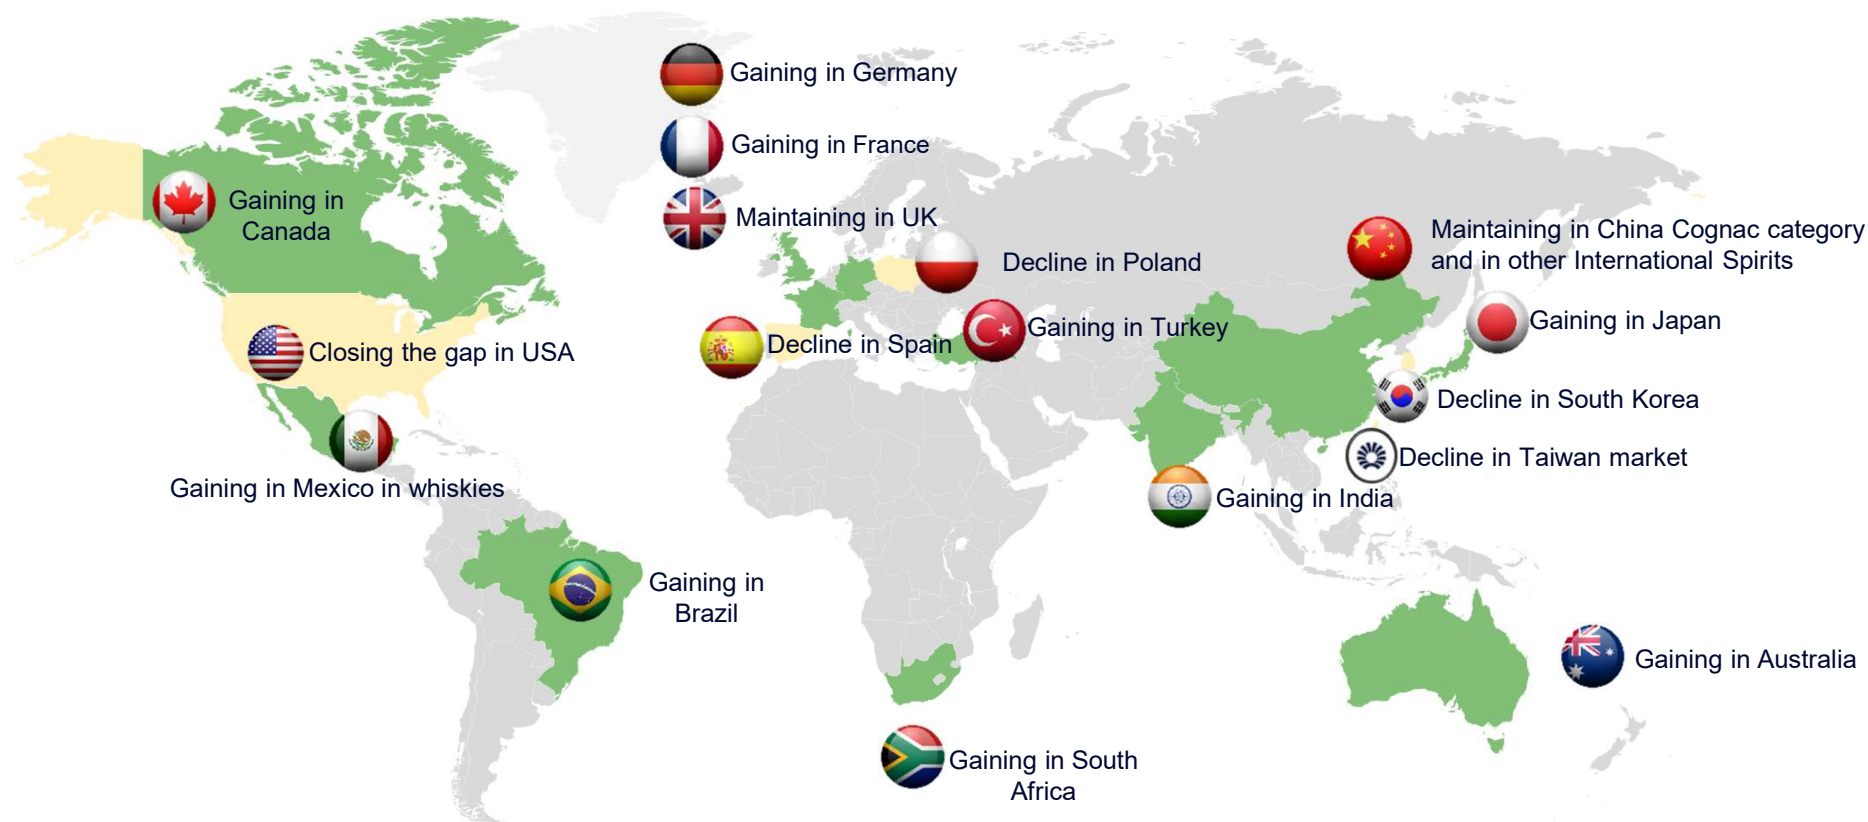 Gaining in Germany
Gaining in France
Maintaining in UK
Gaining in
Canada
Decline in Poland
Maintaining in China Cognac category
and in other International Spirits
Closing the gap in USA
Decline in Spain
Gaining in Turkey
Gaining in Japan
Decline in South Korea
Decline in Taiwan market
Gaining in Mexico in whiskies
Gaining in India
Gaining in
Brazil
Gaining in Australia
Gaining in South
Africa